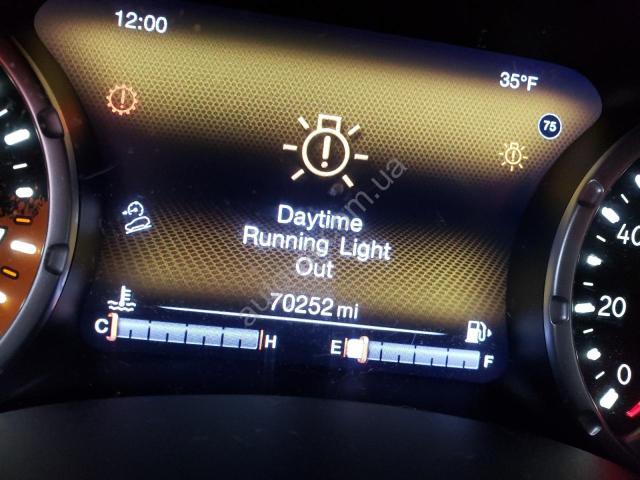 12:00
35°F
75
Daytime
Running Light
Out
70252 mi
C
H
E
F
40
20
0